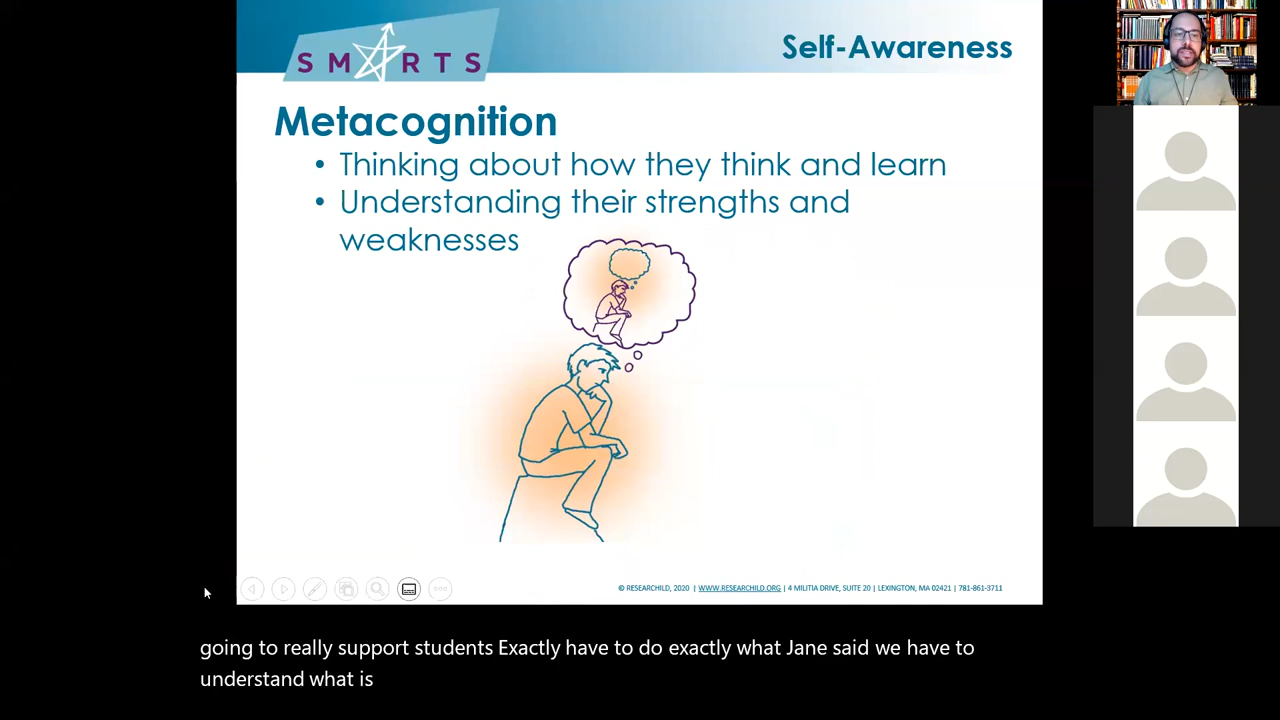 SMARTS
Self-Awareness
Metacognition
• Thinking about how they think and learn
• Understanding their strengths and
weaknesses
© RESEARCHILD, 2020 | WWW.RESEARCHILD.ORG | 4 MILITIA DRIVE, SUITE 20 | LEXINGTON, MA 02421 | 781-861-3711
going to really support students Exactly have to do exactly what Jane said we have to
understand what is